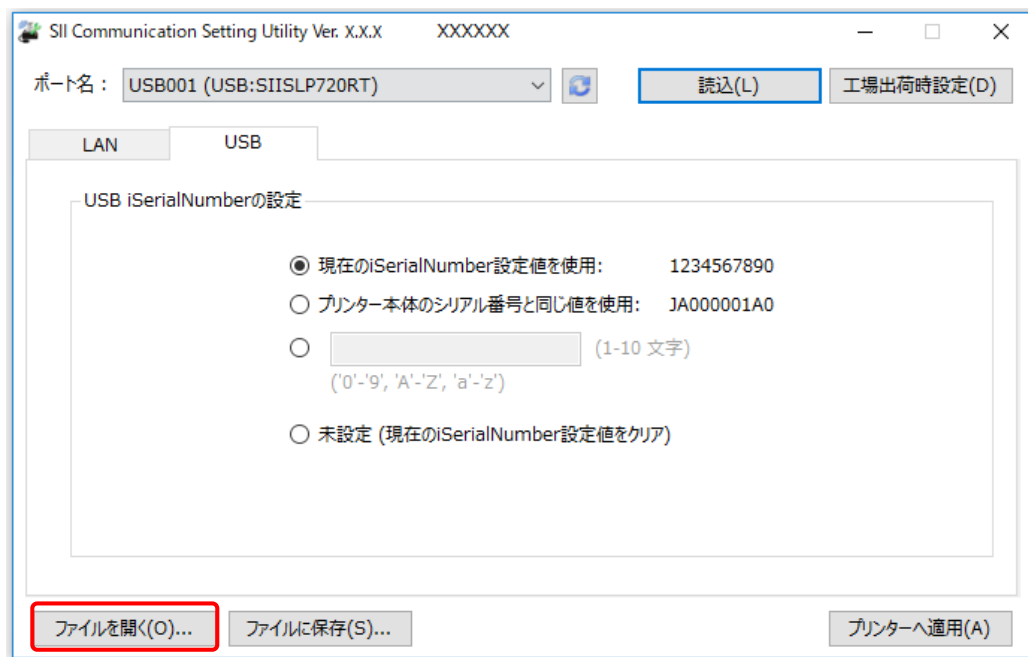 SII Communication Setting Utility Ver. X.X.X XXXXXX
ポート名： USB001 (USB:SIISLP720RT) 読込(L) 工場出荷時設定(D)
LAN USB
USB iSerialNumberの設定
現在のiSerialNumber設定値を使用: 1234567890
プリンター本体のシリアル番号と同じ値を使用: JA000001A0
(1-10 文字)
('0'-'9', 'A'-'Z', 'a'-'z')
未設定 (現在のiSerialNumber設定値をクリア)
ファイルを開く(O)... ファイルに保存(S)... プリンターへ適用(A)